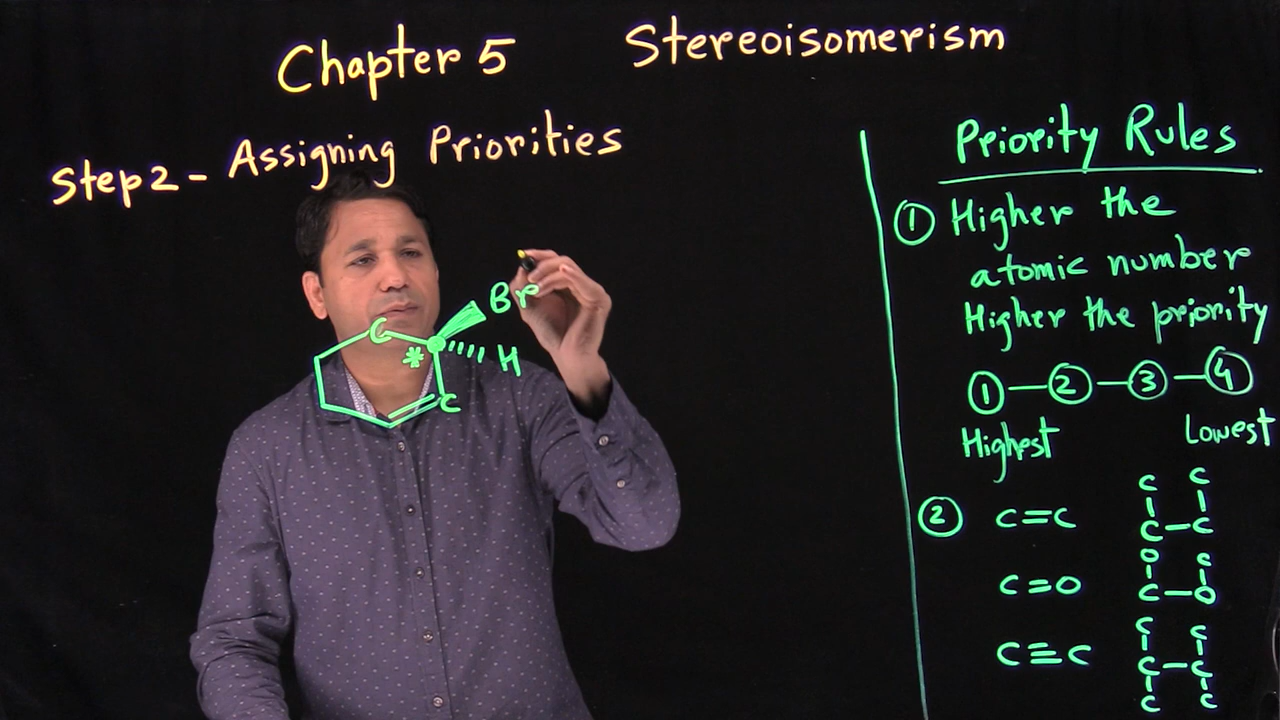 Chapter 5 Stereoisomerism
Step 2 - Assigning Priorities
Br
C
* H
C
Priority Rules
① Higher the
atomic number
Higher the priority
① — ② — ③ — ④
Highest Lowest
② C=C
C C
C-C
C=O
O C
C-O
C≡C
C C
C-C
C C